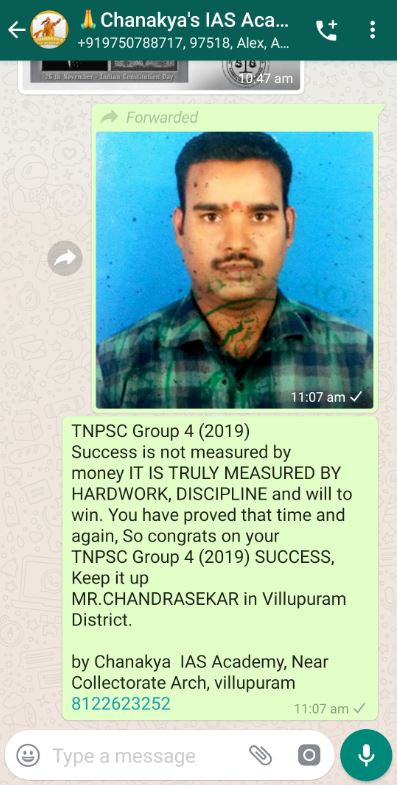 🙏 Chanakya's IAS Aca...
+919750788717, 97518, Alex, A...
26 th November - Indian Constitution Day
10:47 am
Forwarded
11:07 am
TNPSC Group 4 (2019)
Success is not measured by
money IT IS TRULY MEASURED BY
HARDWORK, DISCIPLINE and will to
win. You have proved that time and
again, So congrats on your
TNPSC Group 4 (2019) SUCCESS,
Keep it up
MR.CHANDRASEKAR in Villupuram
District.
by Chanakya  IAS Academy, Near
Collectorate Arch, villupuram
8122623252
11:07 am
Type a message